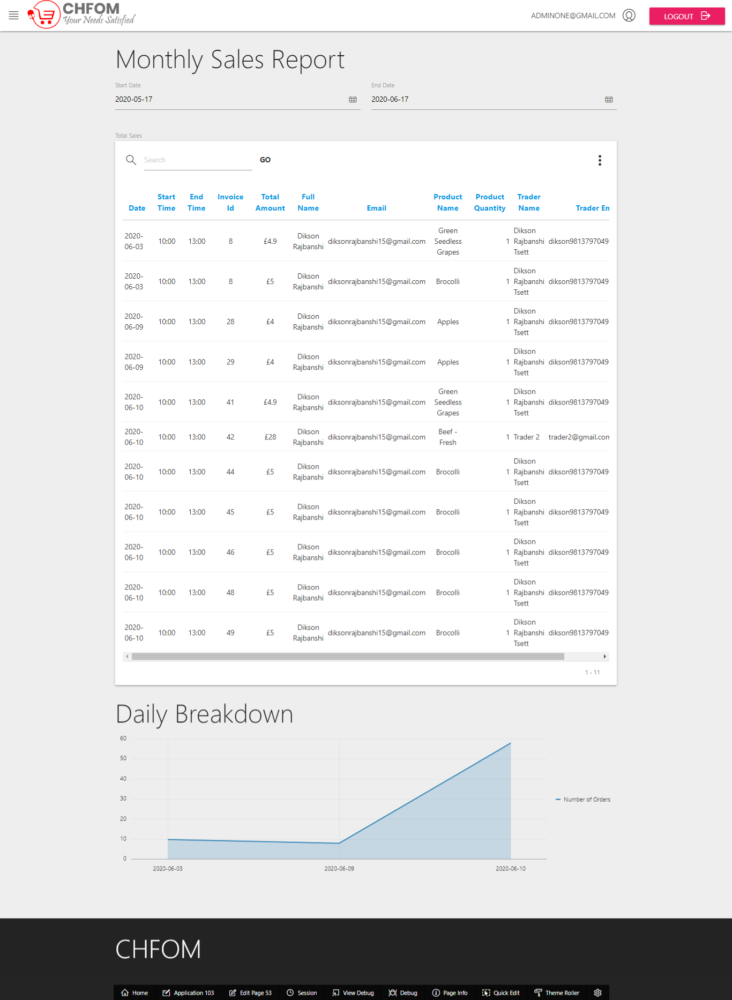 CHFOM
Your Needs Satisfied
ADMINONE@GMAIL.COM
LOGOUT
Monthly Sales Report
Start Date
2020-05-17
End Date
2020-06-17
Total Sales
Search
GO
Date Start Time End Time Invoice Id Total Amount Full Name Email Product Name Product Quantity Trader Name Trader Em
2020-06-03 10:00 13:00 8 £4.9 Dikson Rajbanshi diksonrajbanshi15@gmail.com Green Seedless Grapes 1 Dikson Rajbanshi Tsett dikson9813797049
2020-06-03 10:00 13:00 8 £5 Dikson Rajbanshi diksonrajbanshi15@gmail.com Brocolli 1 Dikson Rajbanshi Tsett dikson9813797049
2020-06-09 10:00 13:00 28 £4 Dikson Rajbanshi diksonrajbanshi15@gmail.com Apples 1 Dikson Rajbanshi Tsett dikson9813797049
2020-06-09 10:00 13:00 29 £4 Dikson Rajbanshi diksonrajbanshi15@gmail.com Apples 1 Dikson Rajbanshi Tsett dikson9813797049
2020-06-10 10:00 13:00 41 £4.9 Dikson Rajbanshi diksonrajbanshi15@gmail.com Green Seedless Grapes 1 Dikson Rajbanshi Tsett dikson9813797049
2020-06-10 10:00 13:00 42 £28 Dikson Rajbanshi diksonrajbanshi15@gmail.com Beef - Fresh 1 Trader 2 trader2@gmail.com
2020-06-10 10:00 13:00 44 £5 Dikson Rajbanshi diksonrajbanshi15@gmail.com Brocolli 1 Dikson Rajbanshi Tsett dikson9813797049
2020-06-10 10:00 13:00 45 £5 Dikson Rajbanshi diksonrajbanshi15@gmail.com Brocolli 1 Dikson Rajbanshi Tsett dikson9813797049
2020-06-10 10:00 13:00 46 £5 Dikson Rajbanshi diksonrajbanshi15@gmail.com Brocolli 1 Dikson Rajbanshi Tsett dikson9813797049
2020-06-10 10:00 13:00 48 £5 Dikson Rajbanshi diksonrajbanshi15@gmail.com Brocolli 1 Dikson Rajbanshi Tsett dikson9813797049
2020-06-10 10:00 13:00 49 £5 Dikson Rajbanshi diksonrajbanshi15@gmail.com Brocolli 1 Dikson Rajbanshi Tsett dikson9813797049
1 - 11
Daily Breakdown
60
50
40
30
20
10
0
2020-06-03 2020-06-09 2020-06-10
Number of Orders
CHFOM
Home Application 103 Edit Page 53 Session View Debug Debug Page Info Quick Edit Theme Roller